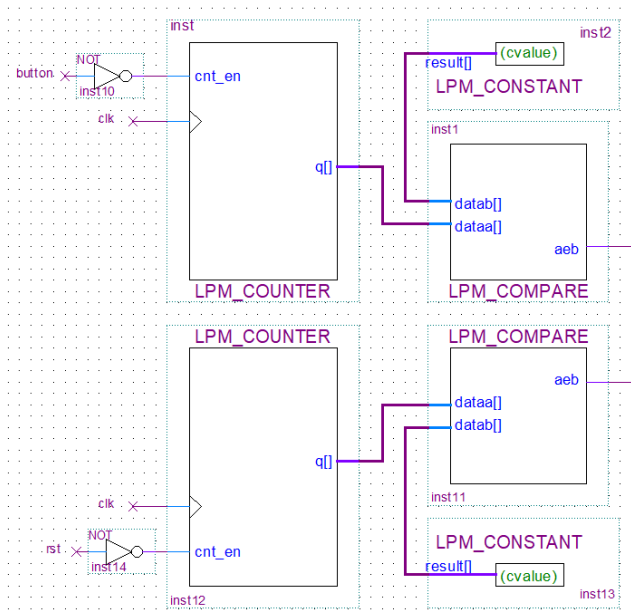 inst
inst2
NOT
(cvalue)
button
cnt_en
result[]
inst10
LPM_CONSTANT
clk
inst1
q[]
datab[]
dataa[]
aeb
LPM_COUNTER
LPM_COMPARE
LPM_COUNTER
LPM_COMPARE
aeb
dataa[]
datab[]
q[]
clk
inst11
NOT
rst
cnt_en
LPM_CONSTANT
inst14
result[]
(cvalue)
inst12
inst13